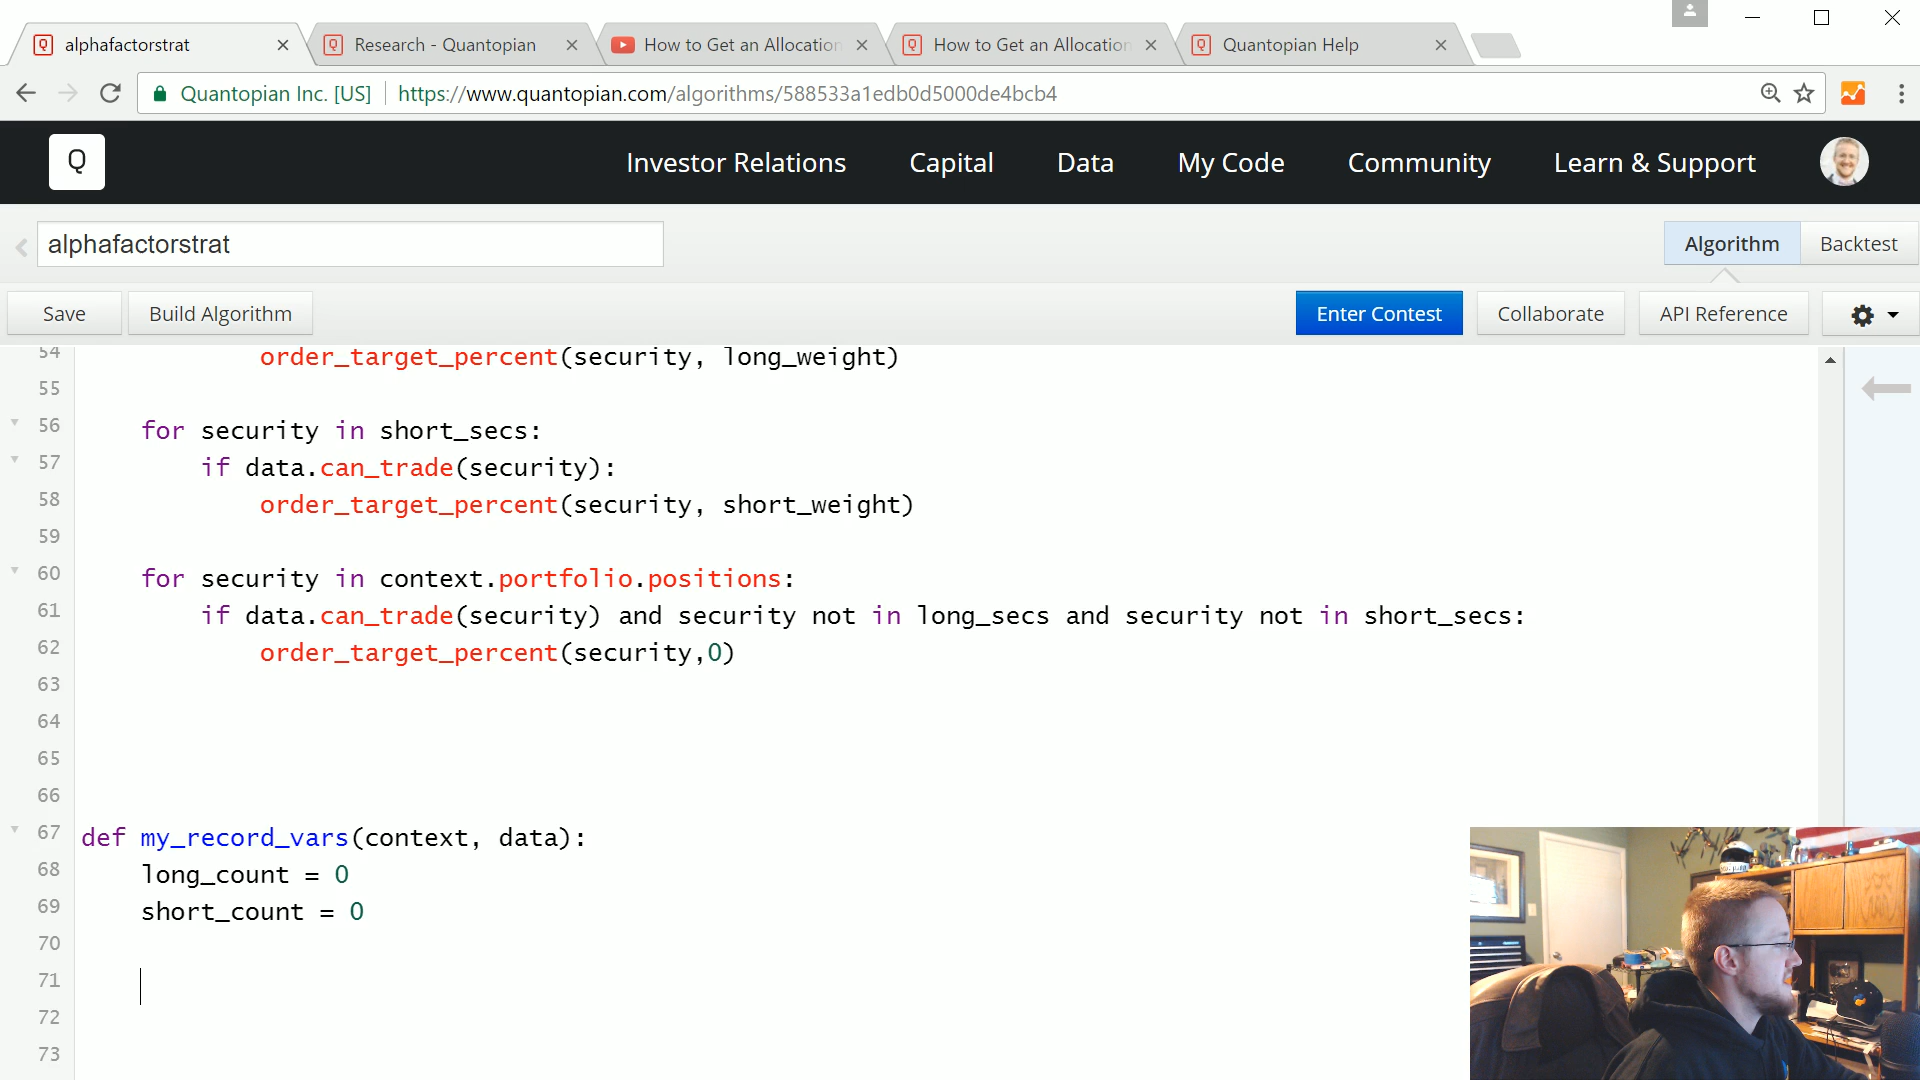 alphafactorstrat
Research - Quantopian
How to Get an Allocation
How to Get an Allocation
Quantopian Help
Quantopian Inc. [US]
https://www.quantopian.com/algorithms/588533a1edb0d5000de4bcb4
Q
Investor Relations
Capital
Data
My Code
Community
Learn & Support
alphafactorstrat
Algorithm
Backtest
Save
Build Algorithm
Enter Contest
Collaborate
API Reference
54 order_target_percent(security, long_weight)
55
56 for security in short_secs:
57 if data.can_trade(security):
58 order_target_percent(security, short_weight)
59
60 for security in context.portfolio.positions:
61 if data.can_trade(security) and security not in long_secs and security not in short_secs:
62 order_target_percent(security,0)
63
64
65
66
67 def my_record_vars(context, data):
68 long_count = 0
69 short_count = 0
70
71
72
73